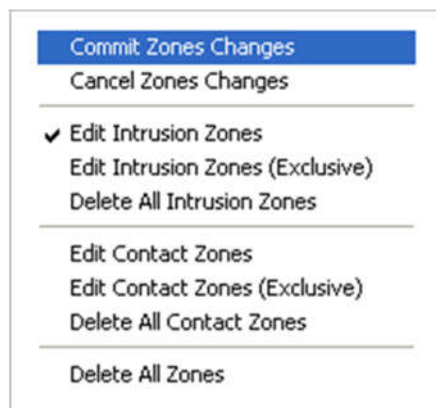 Commit Zones Changes
Cancel Zones Changes
Edit Intrusion Zones
Edit Intrusion Zones (Exclusive)
Delete All Intrusion Zones
Edit Contact Zones
Edit Contact Zones (Exclusive)
Delete All Contact Zones
Delete All Zones